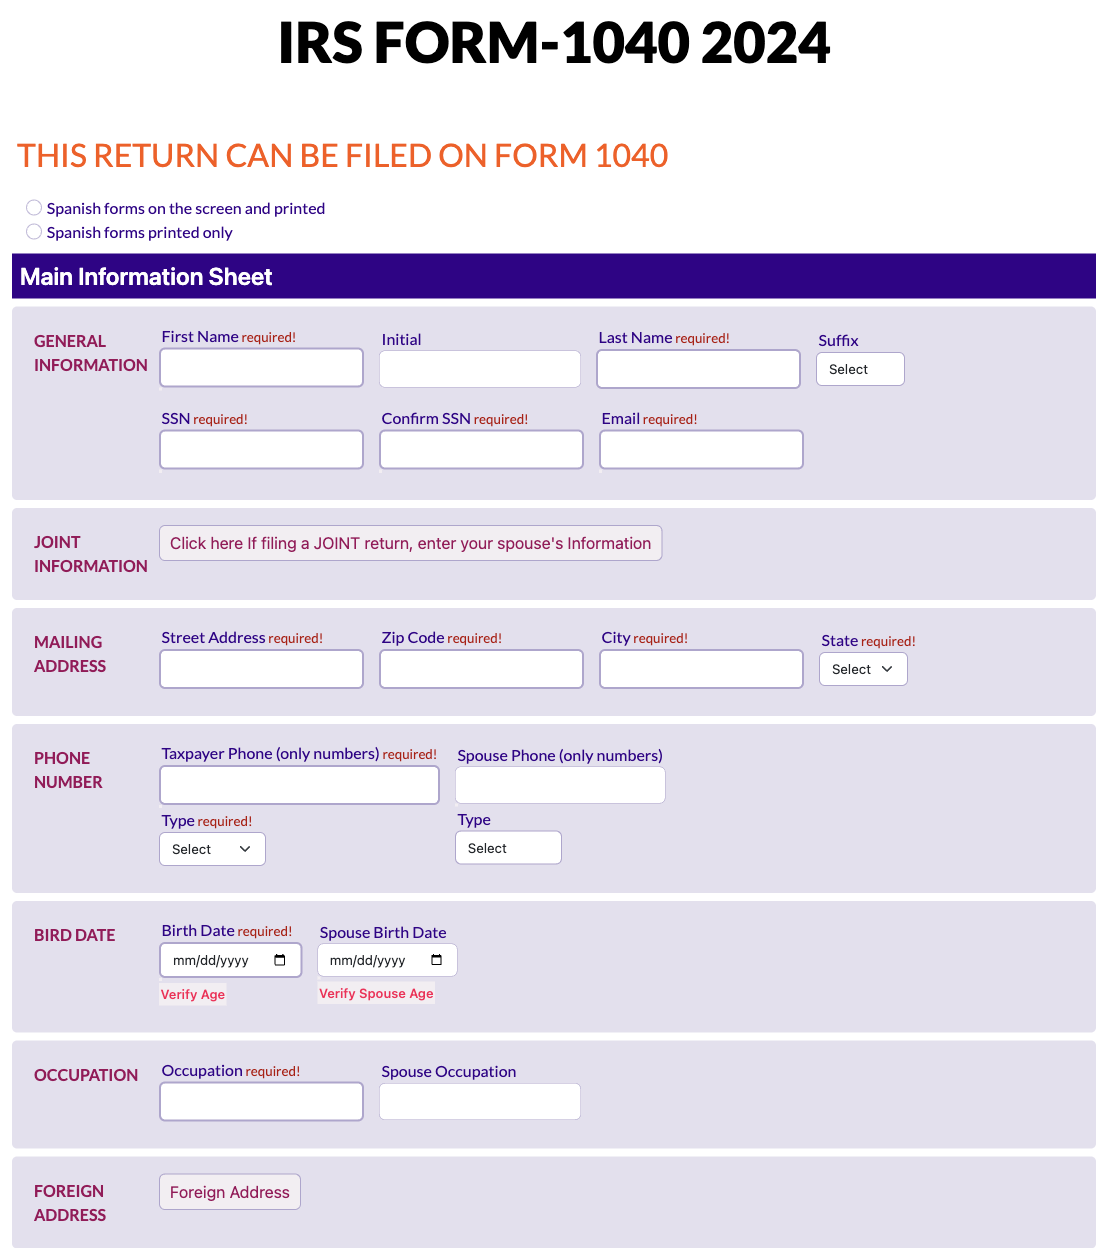 IRS FORM-1040 2024
THIS RETURN CAN BE FILED ON FORM 1040
Spanish forms on the screen and printed
Spanish forms printed only
Main Information Sheet
GENERAL INFORMATION
First Name required!
Initial
Last Name required!
Suffix
Select
SSN required!
Confirm SSN required!
Email required!
JOINT INFORMATION
Click here If filing a JOINT return, enter your spouse's Information
MAILING ADDRESS
Street Address required!
Zip Code required!
City required!
State required!
Select
PHONE NUMBER
Taxpayer Phone (only numbers) required!
Spouse Phone (only numbers)
Type required!
Select
Type
Select
BIRD DATE
Birth Date required!
mm/dd/yyyy
Verify Age
Spouse Birth Date
mm/dd/yyyy
Verify Spouse Age
OCCUPATION
Occupation required!
Spouse Occupation
FOREIGN ADDRESS
Foreign Address